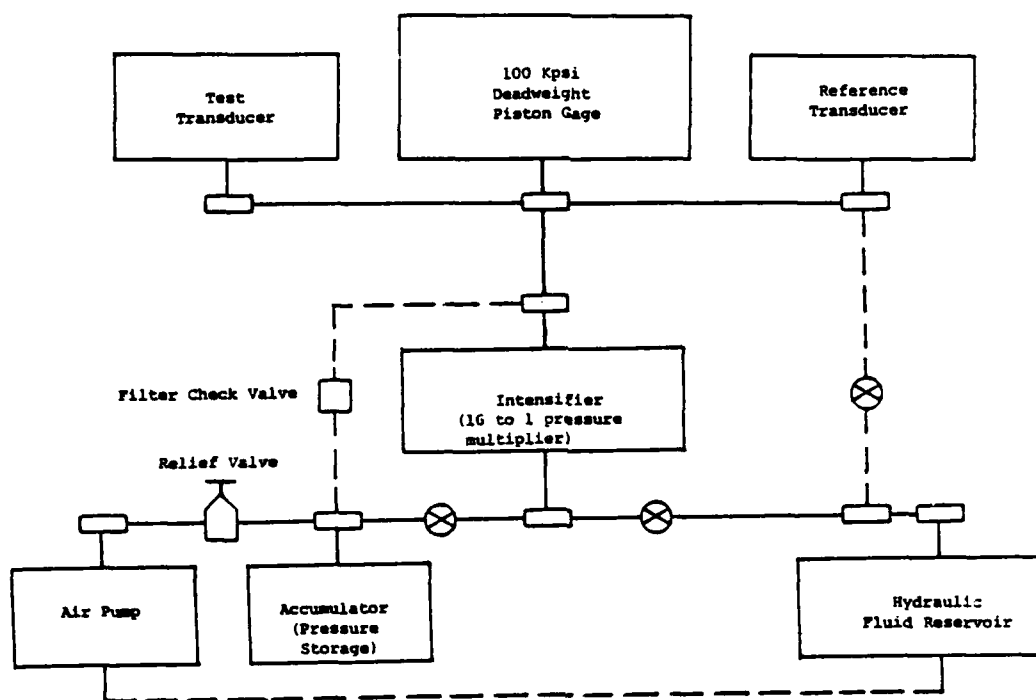 Test
Transducer
100 Kpsi
Deadweight
Piston Gage
Reference
Transducer
Filter Check Valve
Intensifier
(16 to 1 pressure
multiplier)
Relief Valve
Air Pump
Accumulator
(Pressure
Storage)
Hydraulic
Fluid Reservoir